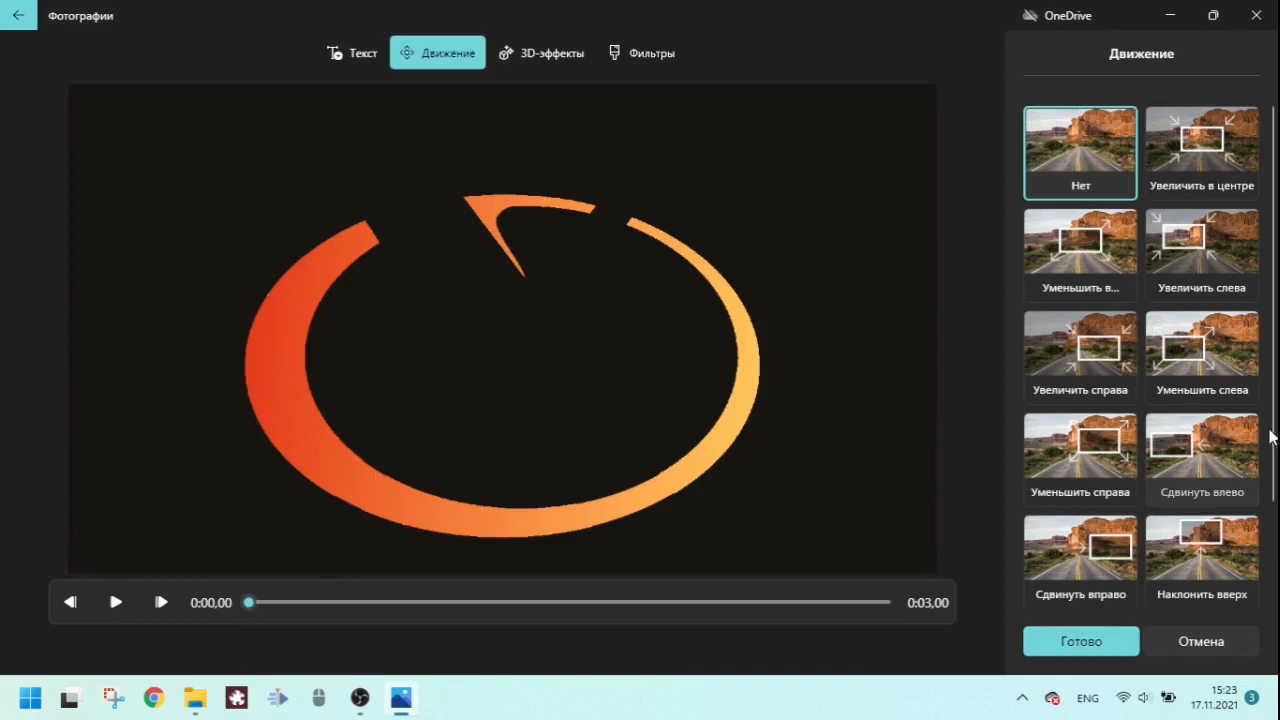 Фотографии
OneDrive
Текст
Движение
3D-эффекты
Фильтры
Движение
Нет
Увеличить в центре
Уменьшить в...
Увеличить слева
Увеличить справа
Уменьшить слева
Уменьшить справа
Сдвинуть влево
Сдвинуть вправо
Наклонить вверх
0:00,00
0:03,00
Готово
Отмена
ENG
15:23
17.11.2021
3